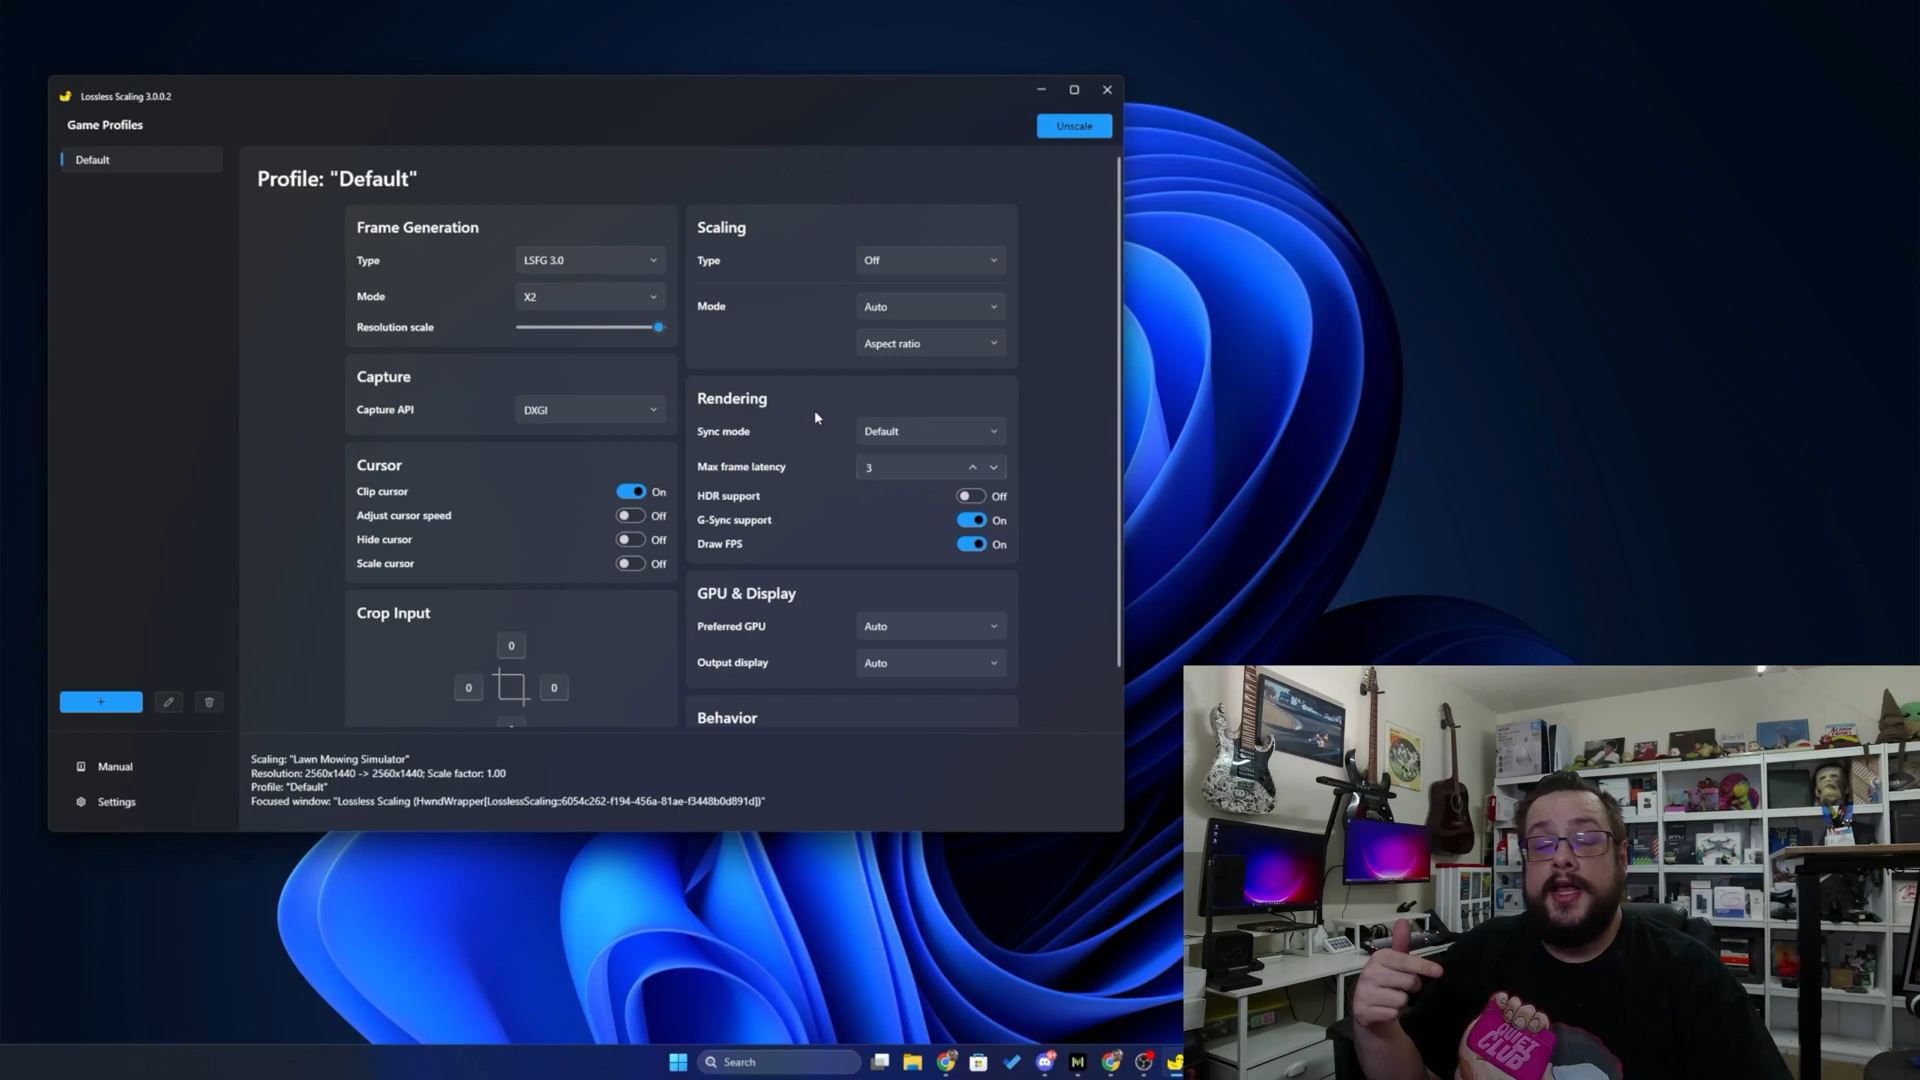 Lossless Scaling 3.0.0.2
Game Profiles
Unscale
Default
Profile: "Default"
Frame Generation
Type
LSFG 3.0
Mode
X2
Resolution scale
Capture
Capture API
DXGI
Cursor
Clip cursor
On
Adjust cursor speed
Off
Hide cursor
Off
Scale cursor
Off
Crop Input
0
0
0
Scaling
Type
Off
Mode
Auto
Aspect ratio
Rendering
Sync mode
Default
Max frame latency
3
HDR support
Off
G-Sync support
On
Draw FPS
On
GPU & Display
Preferred GPU
Auto
Output display
Auto
Behavior
+
Manual
Settings
Scaling: "Lawn Mowing Simulator"
Resolution: 2560x1440 -> 2560x1440; Scale factor: 1.00
Profile: "Default"
Focused window: "Lossless Scaling (HwndWrapper[LosslessScaling;;6054c262-f194-456a-81ae-f3448b0d891d])"
Search
QUIET
CLUB